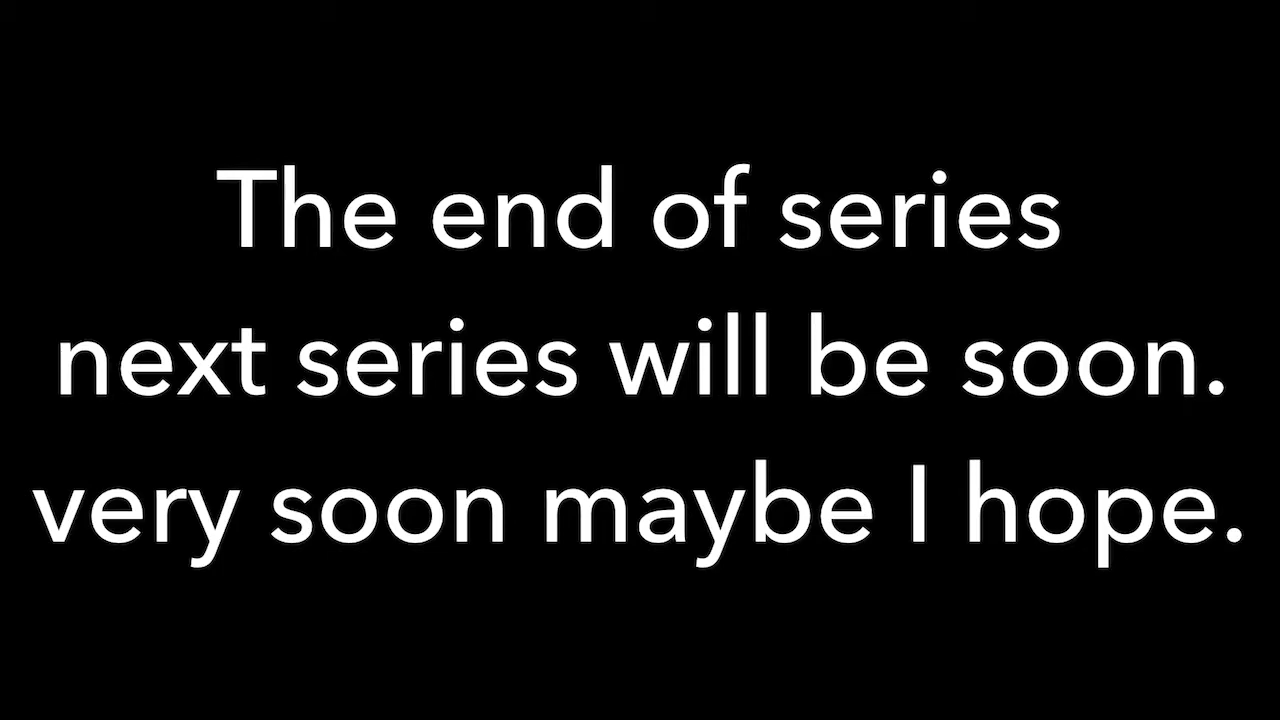 The end of series
next series will be soon.
very soon maybe I hope.